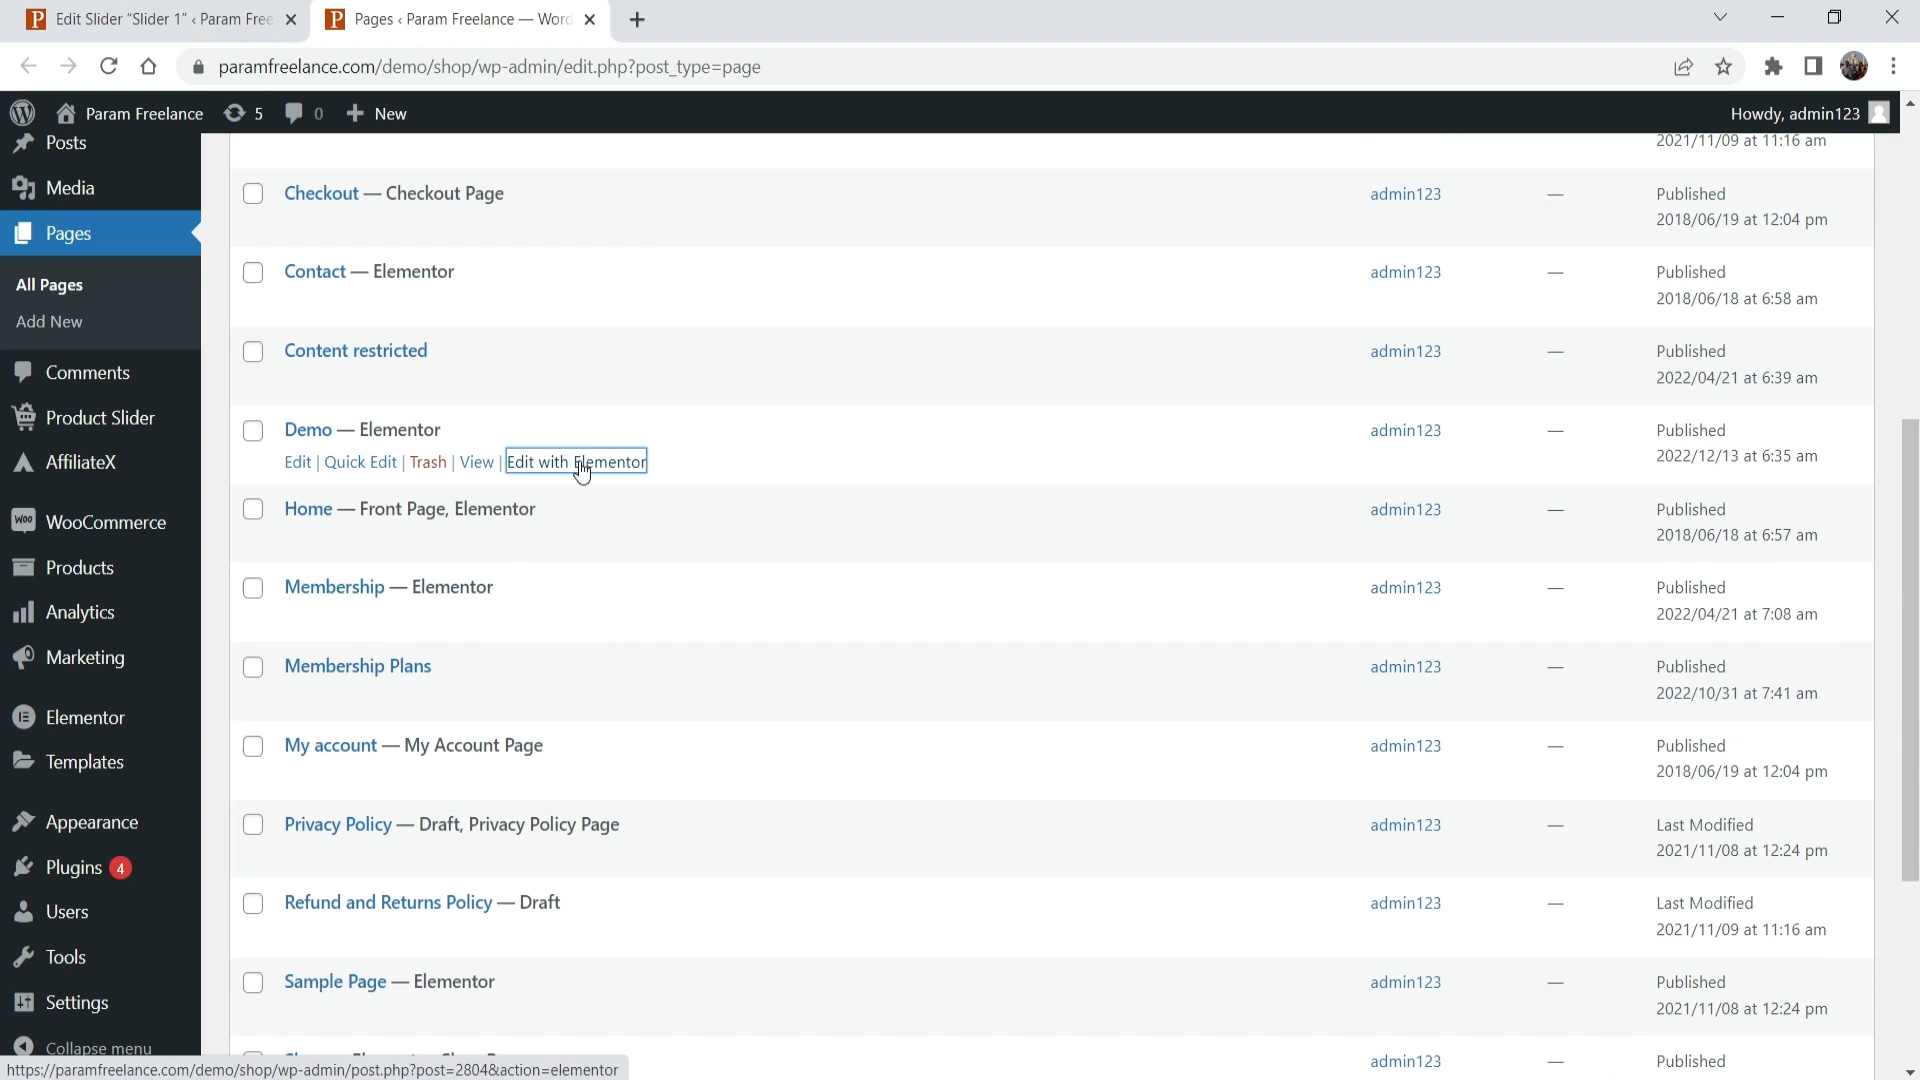 Edit Slider "Slider 1" ‹ Param Free
Pages ‹ Param Freelance — Word
paramfreelance.com/demo/shop/wp-admin/edit.php?post_type=page
Param Freelance 5 0 New
Howdy, admin123
Posts
Media
Pages
All Pages
Add New
Comments
Product Slider
AffiliateX
WooCommerce
Products
Analytics
Marketing
Elementor
Templates
Appearance
Plugins 4
Users
Tools
Settings
Collapse menu
2021/11/09 at 11:16 am
Checkout — Checkout Page admin123 — Published
2018/06/19 at 12:04 pm
Contact — Elementor admin123 — Published
2018/06/18 at 6:58 am
Content restricted admin123 — Published
2022/04/21 at 6:39 am
Demo — Elementor admin123 — Published
2022/12/13 at 6:35 am
Edit | Quick Edit | Trash | View | Edit with Elementor
Home — Front Page, Elementor admin123 — Published
2018/06/18 at 6:57 am
Membership — Elementor admin123 — Published
2022/04/21 at 7:08 am
Membership Plans admin123 — Published
2022/10/31 at 7:41 am
My account — My Account Page admin123 — Published
2018/06/19 at 12:04 pm
Privacy Policy — Draft, Privacy Policy Page admin123 — Last Modified
2021/11/08 at 12:24 pm
Refund and Returns Policy — Draft admin123 — Last Modified
2021/11/09 at 11:16 am
Sample Page — Elementor admin123 — Published
2021/11/08 at 12:24 pm
admin123 — Published
https://paramfreelance.com/demo/shop/wp-admin/post.php?post=2804&action=elementor